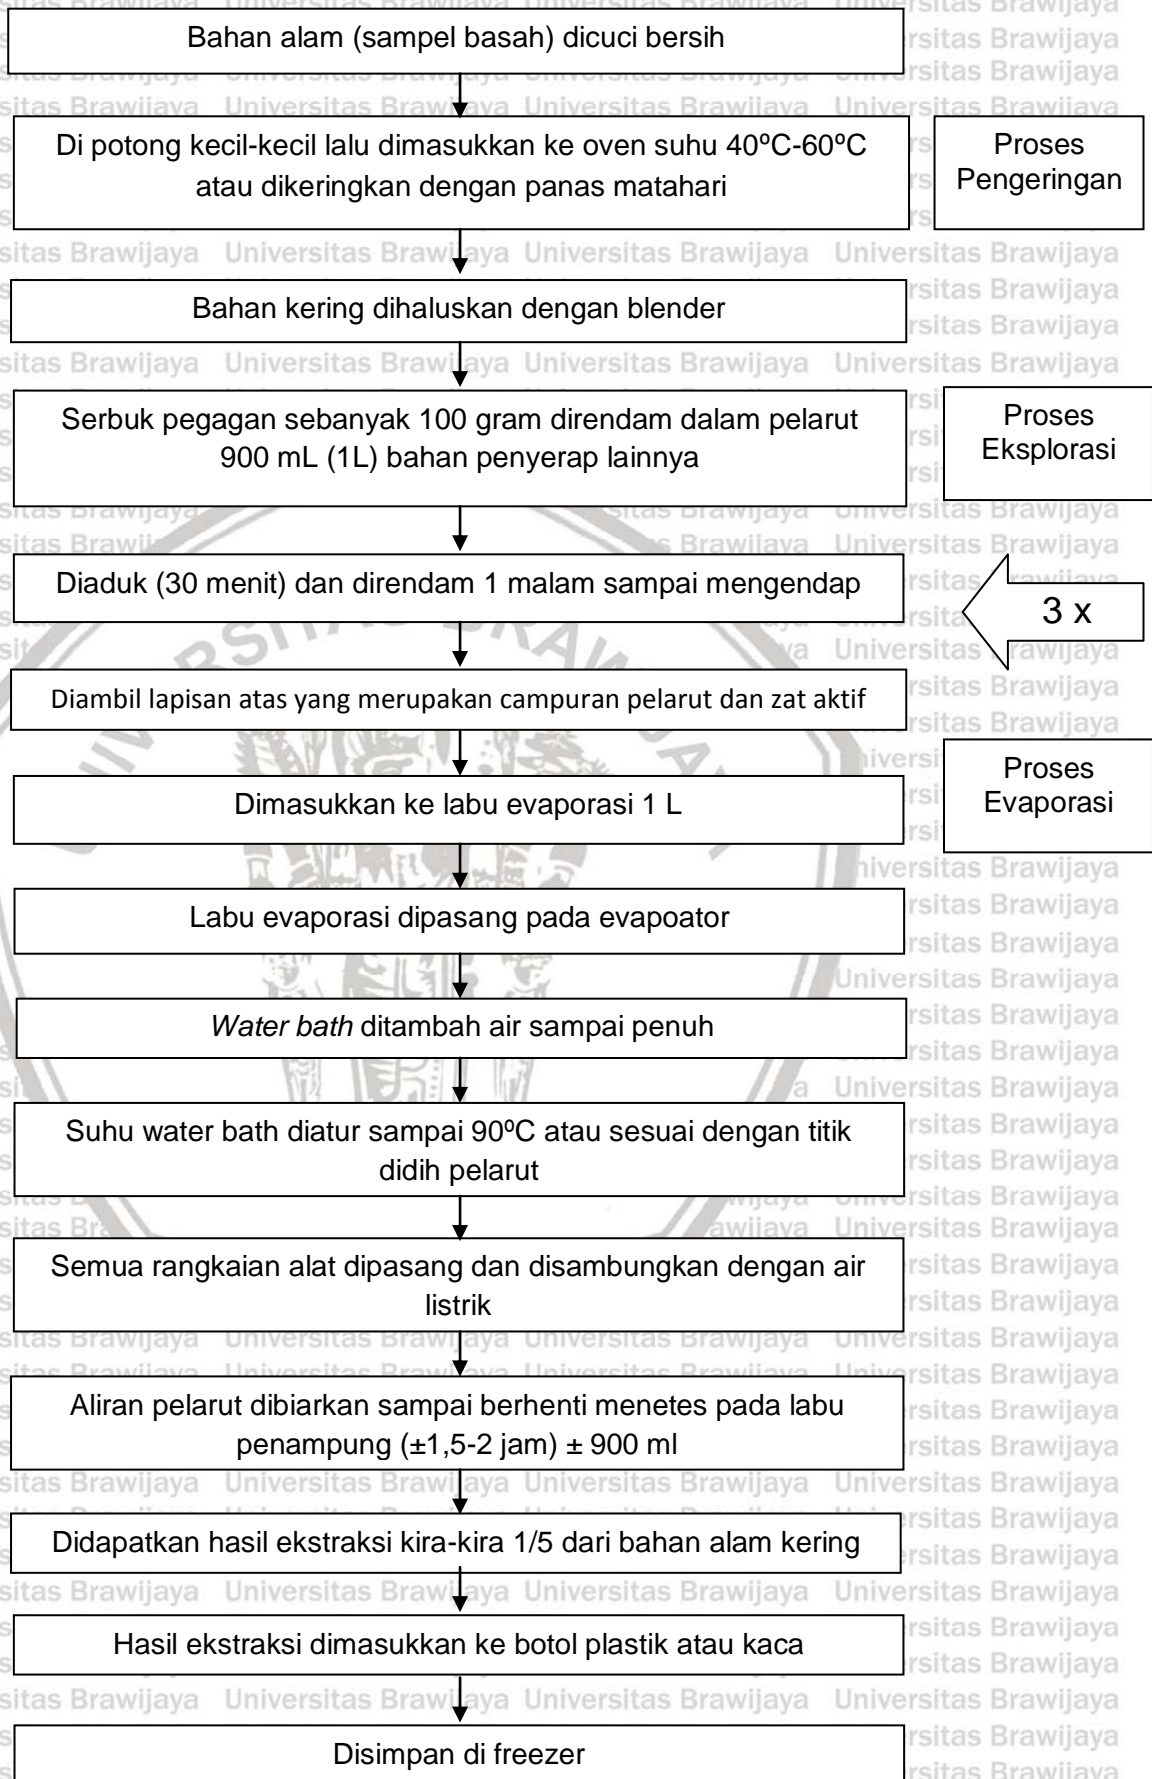 Bahan alam (sampel basah) dicuci bersih
Di potong kecil-kecil lalu dimasukkan ke oven suhu 40ºC-60ºC
atau dikeringkan dengan panas matahari
Proses
Pengeringan
Bahan kering dihaluskan dengan blender
Serbuk pegagan sebanyak 100 gram direndam dalam pelarut
900 mL (1L) bahan penyerap lainnya
Proses
Eksplorasi
Diaduk (30 menit) dan direndam 1 malam sampai mengendap
3 x
Diambil lapisan atas yang merupakan campuran pelarut dan zat aktif
Dimasukkan ke labu evaporasi 1 L
Proses
Evaporasi
Labu evaporasi dipasang pada evapoator
Water bath ditambah air sampai penuh
Suhu water bath diatur sampai 90ºC atau sesuai dengan titik
didih pelarut
Semua rangkaian alat dipasang dan disambungkan dengan air
listrik
Aliran pelarut dibiarkan sampai berhenti menetes pada labu
penampung (±1,5-2 jam) ± 900 ml
Didapatkan hasil ekstraksi kira-kira 1/5 dari bahan alam kering
Hasil ekstraksi dimasukkan ke botol plastik atau kaca
Disimpan di freezer